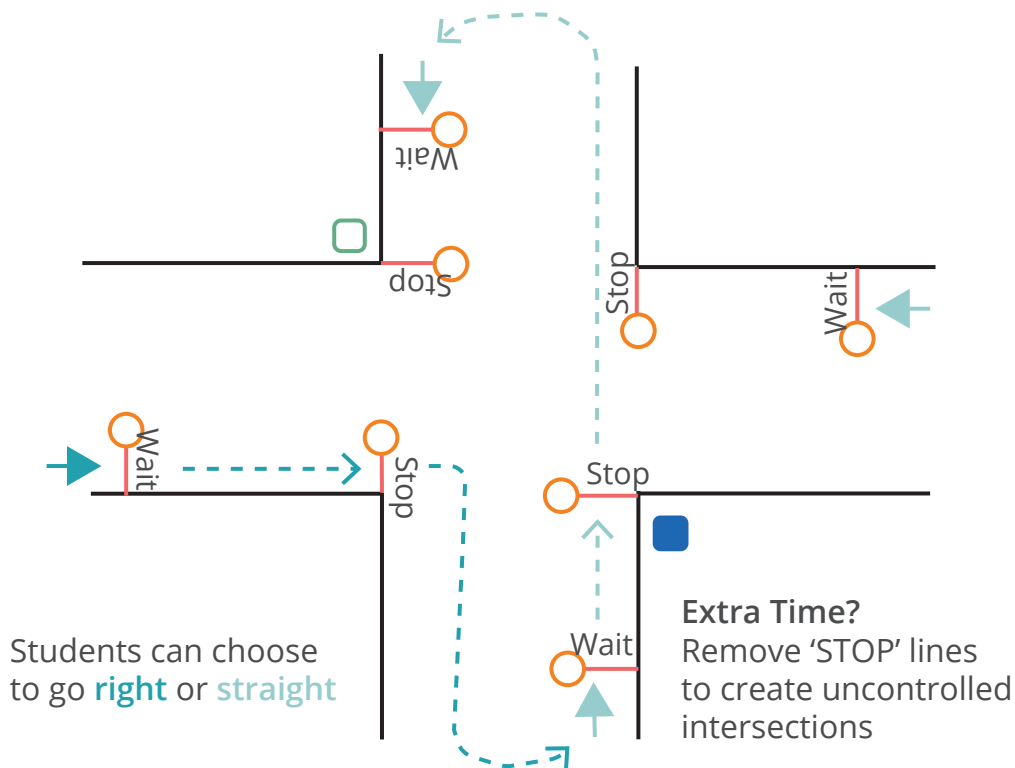 Wait
Stop
Stop
Wait
Wait
Stop
Stop
Wait
Students can choose
to go right or straight
Extra Time?
Remove ‘STOP’ lines
to create uncontrolled
intersections